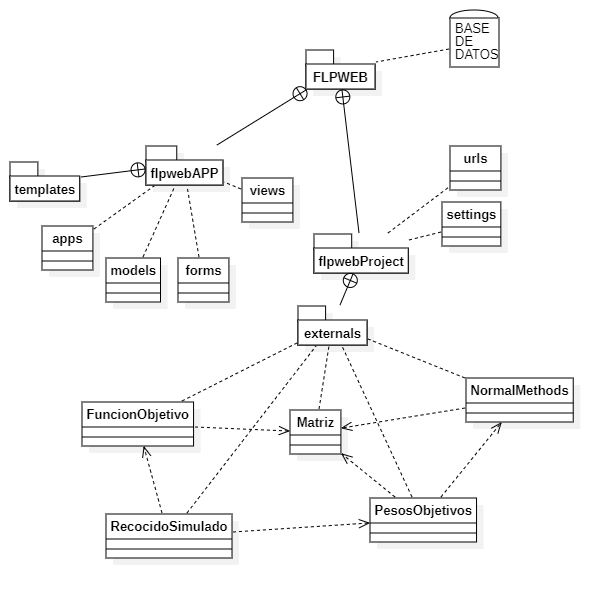 BASE
DE
DATOS
FLPWEB
flpwebAPP
templates
views
urls
settings
apps
models
forms
flpwebProject
externals
FuncionObjetivo
Matriz
NormalMethods
RecocidoSimulado
PesosObjetivos